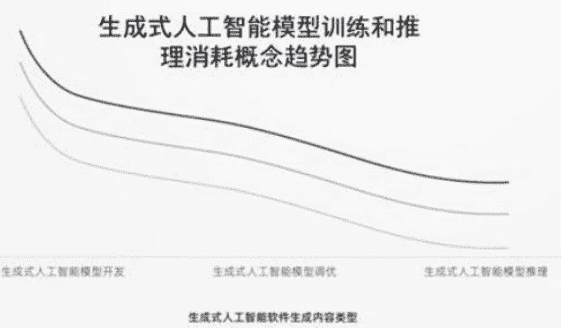 生成式人工智能模型训练和推
理消耗概念趋势图
生成式人工智能模型开发
生成式人工智能模型调优
生成式人工智能模型推理
生成式人工智能软件生成内容类型